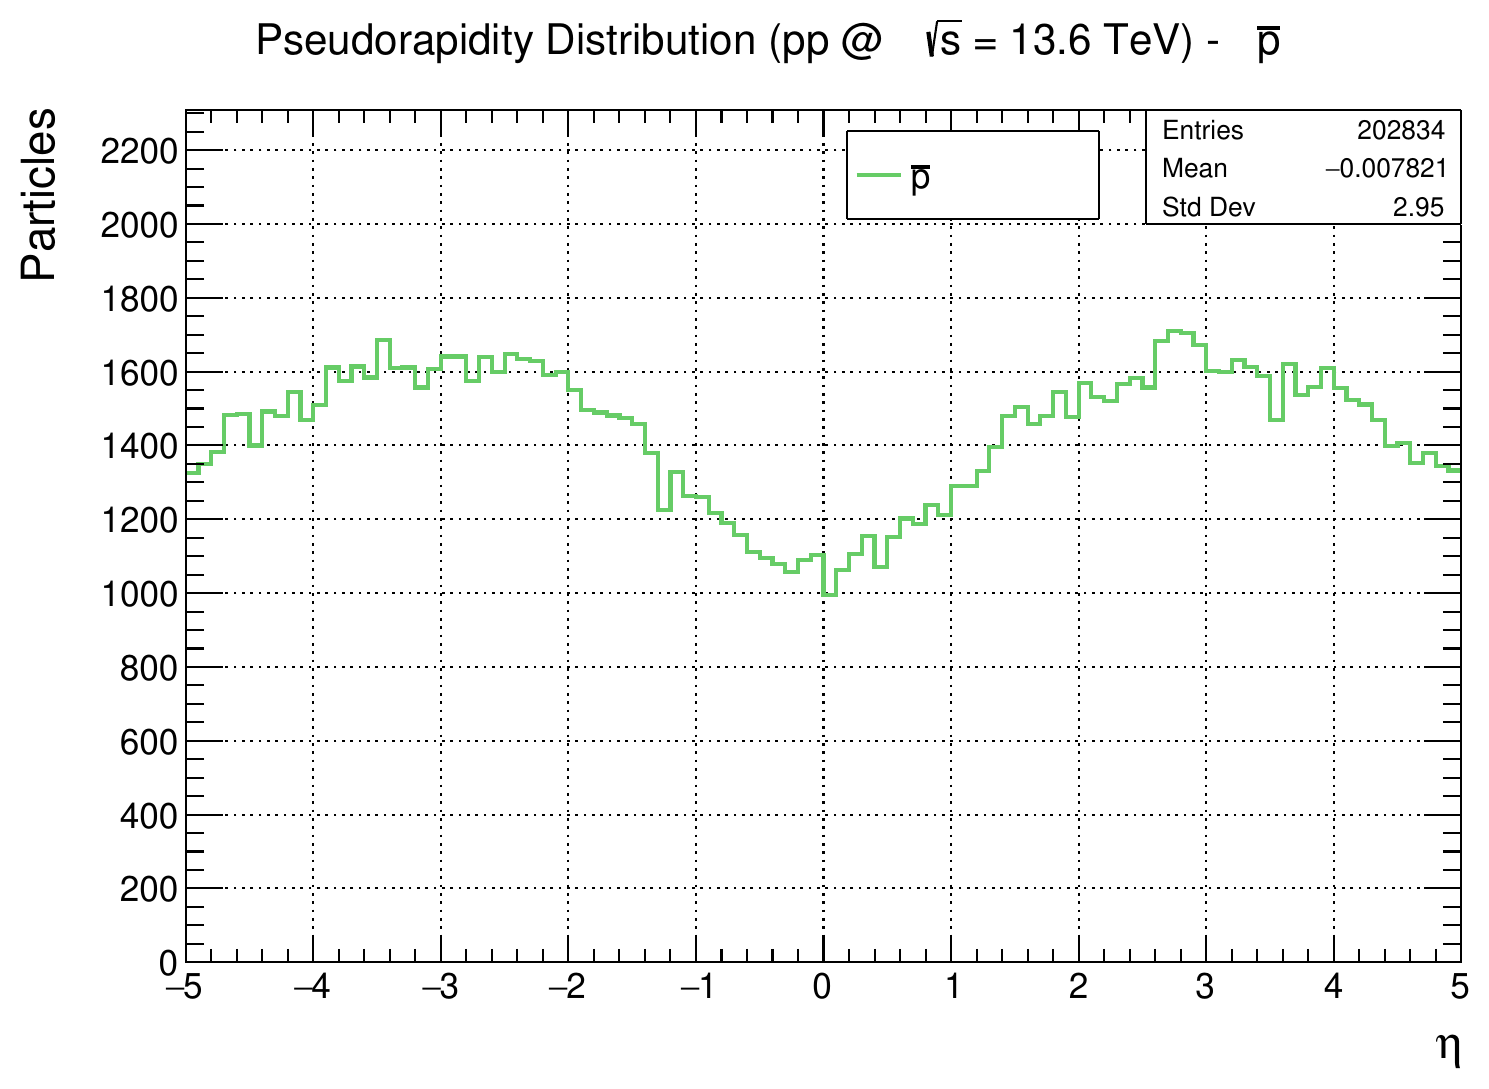 Pseudorapidity Distribution (pp @ √s = 13.6 TeV) - p̅
Particles
Entries 202834
Mean −0.007821
Std Dev 2.95
p̅
2200
2000
1800
1600
1400
1200
1000
800
600
400
200
0
−5 −4 −3 −2 −1 0 1 2 3 4 5
η